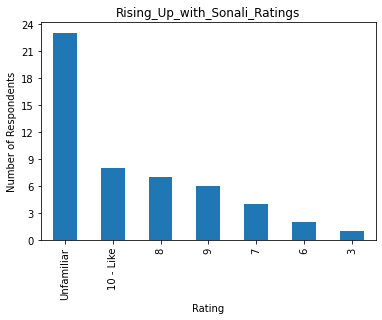 Rising_Up_with_Sonali_Ratings
Number of Respondents
24
21
18
15
12
9
6
3
0
Unfamiliar
10 - Like
8
9
7
6
3
Rating